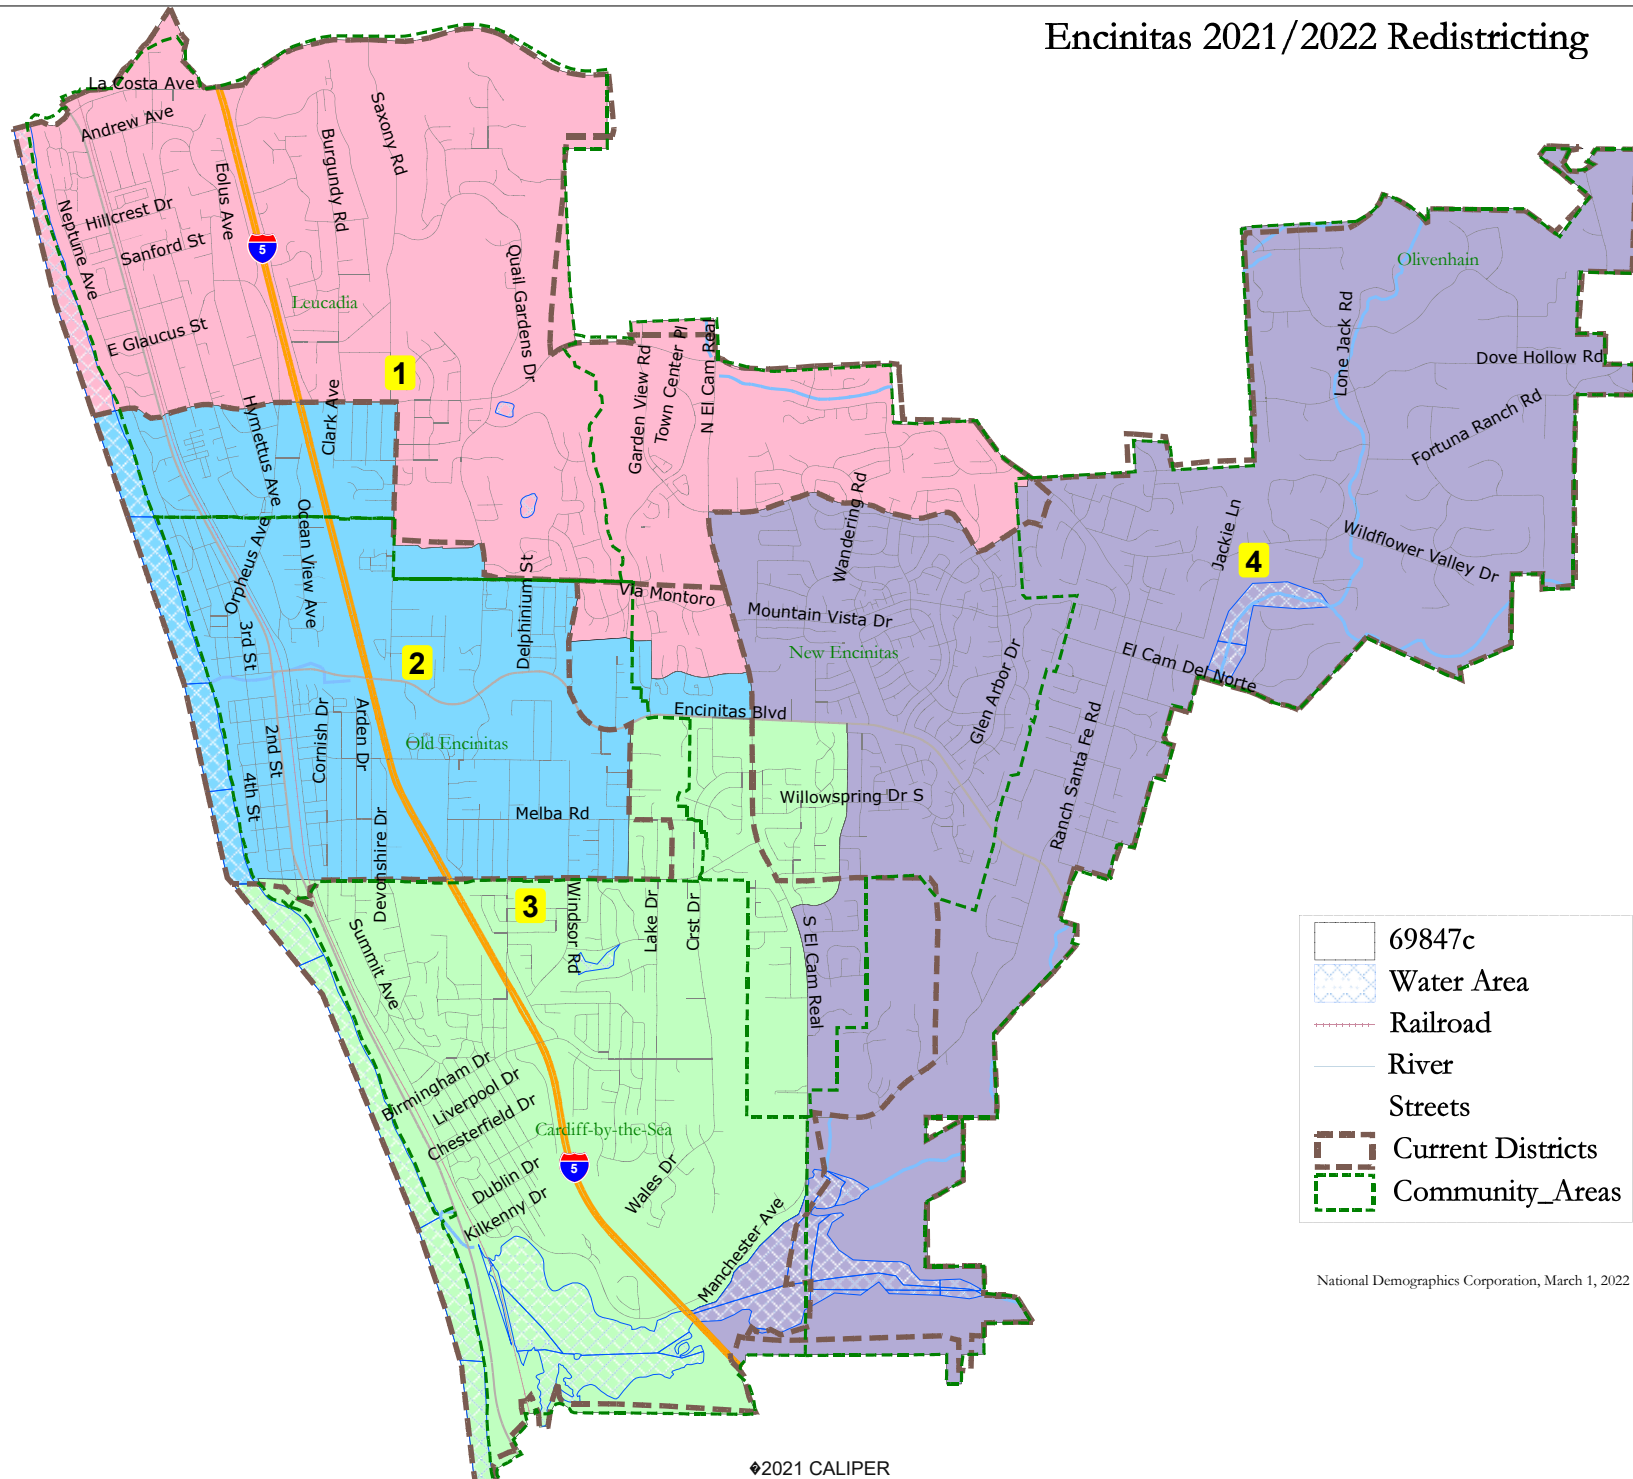 Encinitas 2021/2022 Redistricting
La Costa Ave
Andrew Ave
Saxony Rd
Burgundy Rd
Eolus Ave
Neptune Ave
Hillcrest Dr
Sanford St
5
Quail Gardens Dr
Olivenhain
Leucadia
Lone Jack Rd
E Glaucus St
1
Garden View Rd
Town Center Pl
N El Cam Real
Dove Hollow Rd
Hymettus Ave
Clark Ave
Fortuna Ranch Rd
Wandering Rd
Ocean View Ave
Orpheus Ave
Jackie Ln
Wildflower Valley Dr
4
Delphinium St
Via Montoro
Mountain Vista Dr
3rd St
2
New Encinitas
Glen Arbor Dr
El Cam Del Norte
Encinitas Blvd
Cornish Dr
Arden Dr
2nd St
Old Encinitas
Ranch Santa Fe Rd
4th St
Melba Rd
Willowspring Dr S
Devonshire Dr
3
Windsor Rd
Lake Dr
Crst Dr
Summit Ave
S El Cam Real
69847c
Water Area
Railroad
River
Streets
Current Districts
Community_Areas
Birmingham Dr
Liverpool Dr
Chesterfield Dr
Cardiff-by-the-Sea
5
Dublin Dr
Kilkenny Dr
Wales Dr
Manchester Ave
National Demographics Corporation, March 1, 2022
�2021 CALIPER